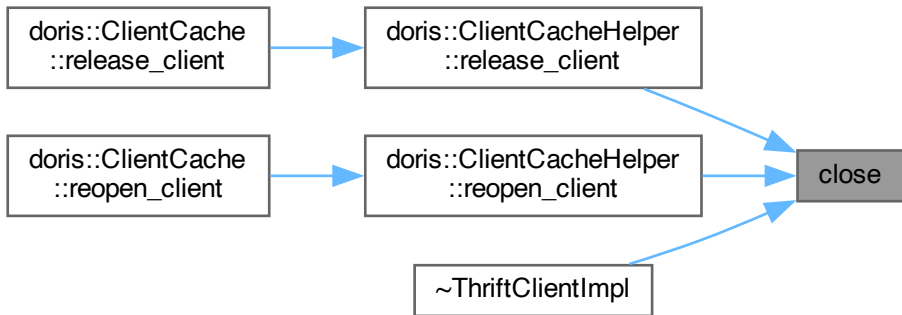 doris::ClientCache
::release_client
doris::ClientCacheHelper
::release_client
doris::ClientCache
::reopen_client
doris::ClientCacheHelper
::reopen_client
close
~ThriftClientImpl